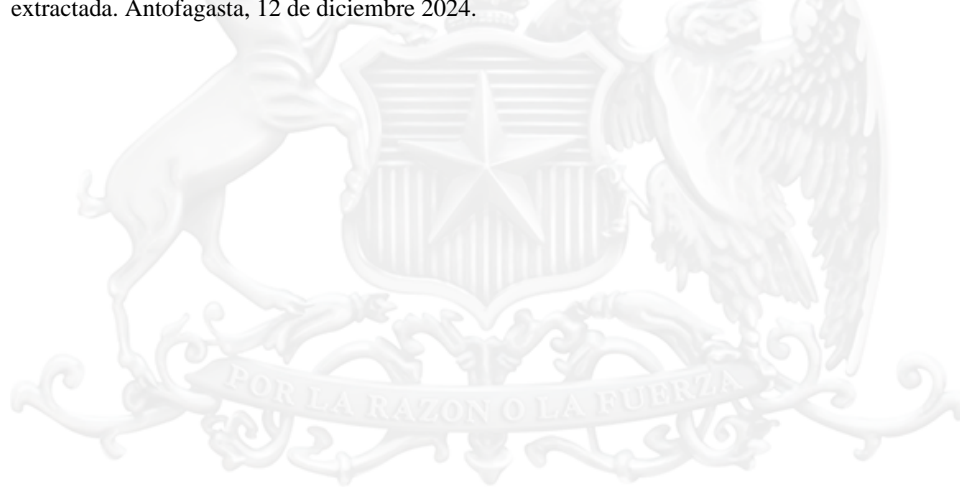 extractada. Antofagasta, 12 de diciembre 2024.
POR LA RAZON O LA FUERZA